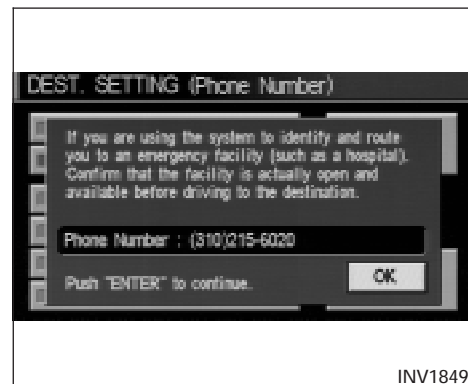 DEST. SETTING (Phone Number)
If you are using the system to identify and route
you to an emergency facility (such as a hospital).
Confirm that the facility is actually open and
available before driving to the destination.
Phone Number : (310)215-6020
Push "ENTER" to continue.
OK
INV1849